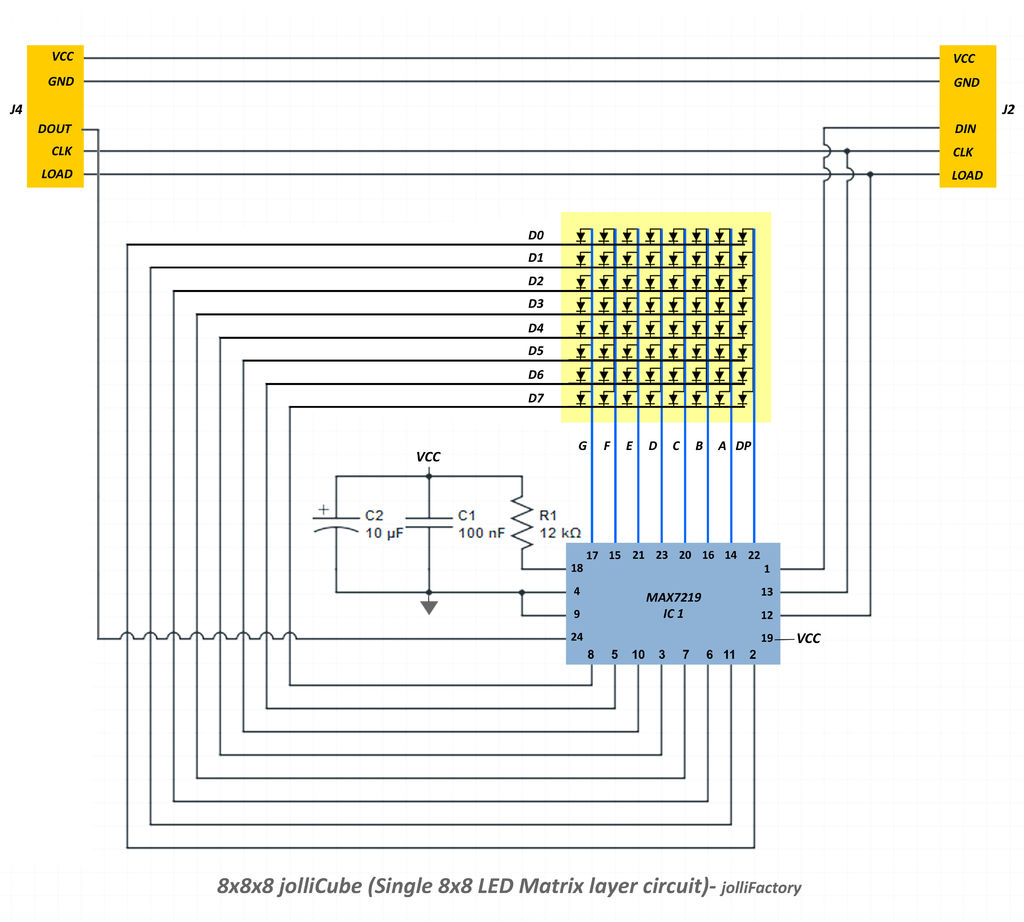 VCC VCC
GND GND
J4 J2
DOUT DIN
CLK CLK
LOAD LOAD
D0
D1
D2
D3
D4
D5
D6
D7
G F E D C B A DP
VCC
+ C2 C1 R1
10 µF 100 nF 12 kΩ
17 15 21 23 20 16 14 22
18 1
4 MAX7219 13
9 IC 1 12
24 19 VCC
8 5 10 3 7 6 11 2
8x8x8 jolliCube (Single 8x8 LED Matrix layer circuit)- jolliFactory